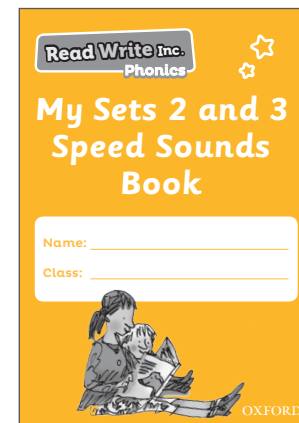 Read Write Inc.
Phonics
My Sets 2 and 3
Speed Sounds
Book
Name:
Class:
OXFORD